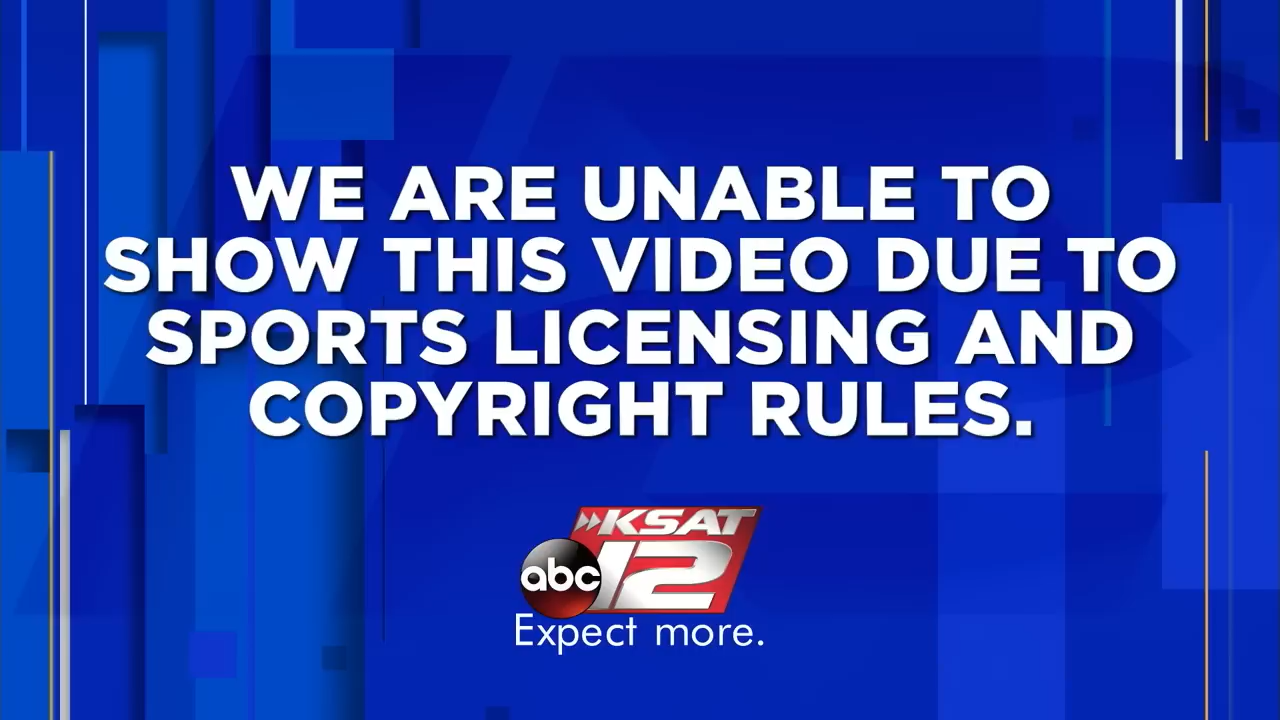 WE ARE UNABLE TO
SHOW THIS VIDEO DUE TO
SPORTS LICENSING AND
COPYRIGHT RULES.
KSAT
abc 12
Expect more.